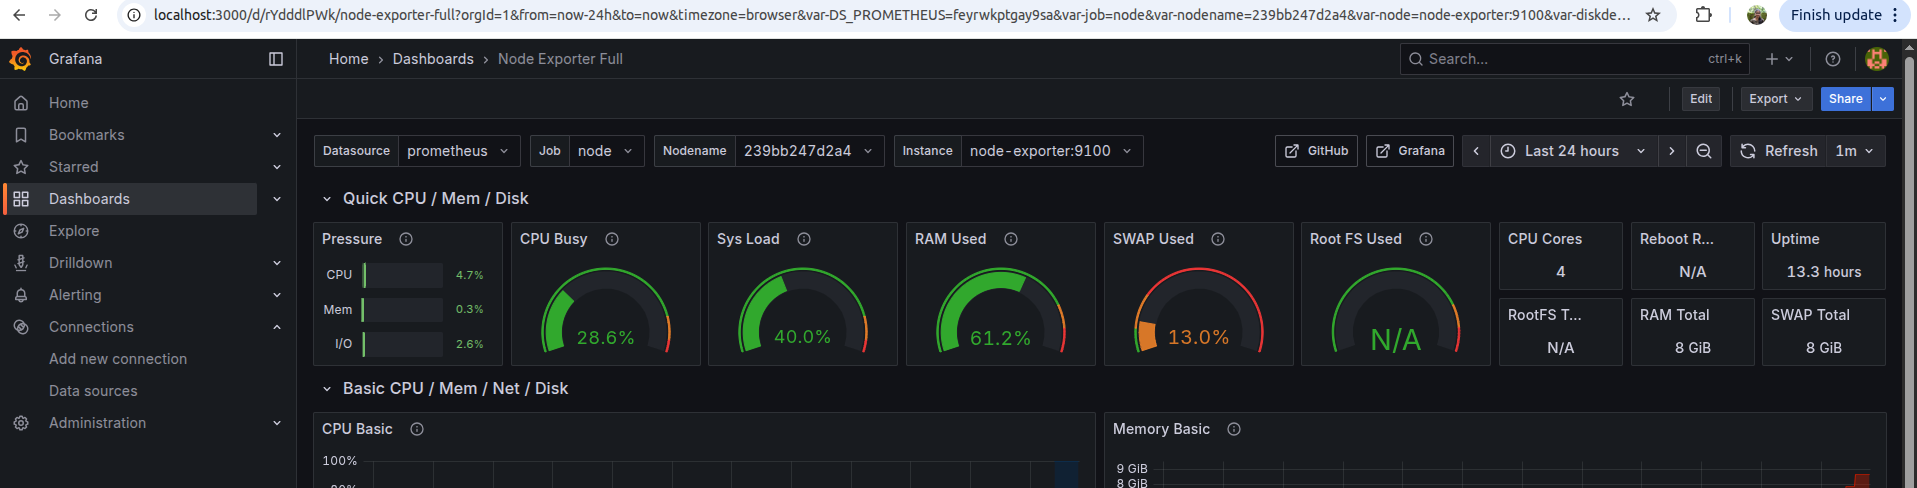 localhost:3000/d/rYdddlPWk/node-exporter-full?orgId=1&from=now-24h&to=now&timezone=browser&var-DS_PROMETHEUS=feyrwkptgay9sa&var-job=node&var-nodename=239bb247d2a4&var-node=node-exporter:9100&var-diskde...
Finish update
Grafana
Home > Dashboards > Node Exporter Full
Search...
ctrl+k
Home
Bookmarks
Starred
Dashboards
Explore
Drilldown
Alerting
Connections
Add new connection
Data sources
Administration
Edit
Export
Share
Datasource prometheus
Job node
Nodename 239bb247d2a4
Instance node-exporter:9100
GitHub
Grafana
Last 24 hours
Refresh
1m
Quick CPU / Mem / Disk
Pressure
CPU 4.7%
Mem 0.3%
I/O 2.6%
CPU Busy
28.6%
Sys Load
40.0%
RAM Used
61.2%
SWAP Used
13.0%
Root FS Used
N/A
CPU Cores
4
Reboot R...
N/A
Uptime
13.3 hours
RootFS T...
N/A
RAM Total
8 GiB
SWAP Total
8 GiB
Basic CPU / Mem / Net / Disk
CPU Basic
100%
Memory Basic
9 GiB
8 GiB